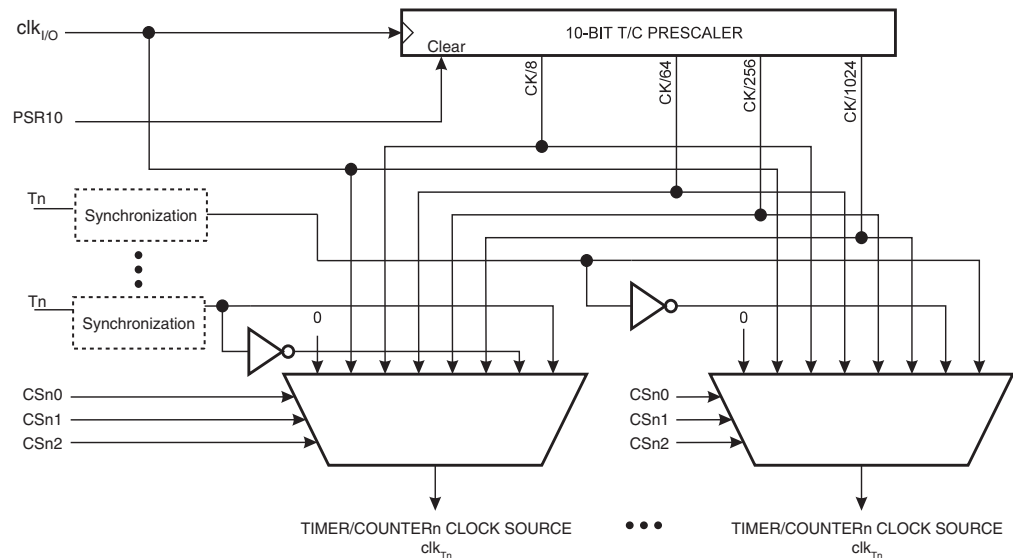 clkI/O
10-BIT T/C PRESCALER
Clear
CK/8
CK/64
CK/256
CK/1024
PSR10
Tn
Synchronization
Tn
Synchronization
0
0
CSn0
CSn1
CSn2
CSn0
CSn1
CSn2
TIMER/COUNTERn CLOCK SOURCE
clkTn
TIMER/COUNTERn CLOCK SOURCE
clkTn